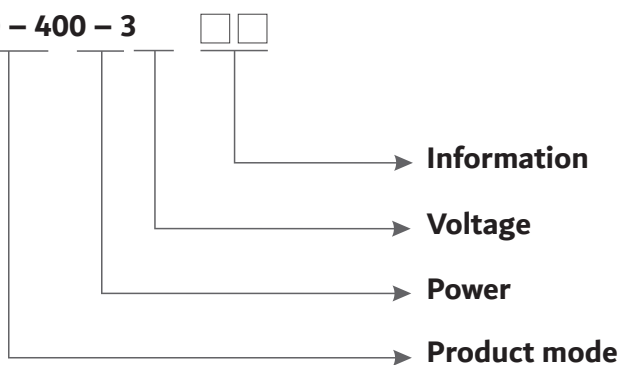 – 400 – 3 □□
Information
Voltage
Power
Product mode